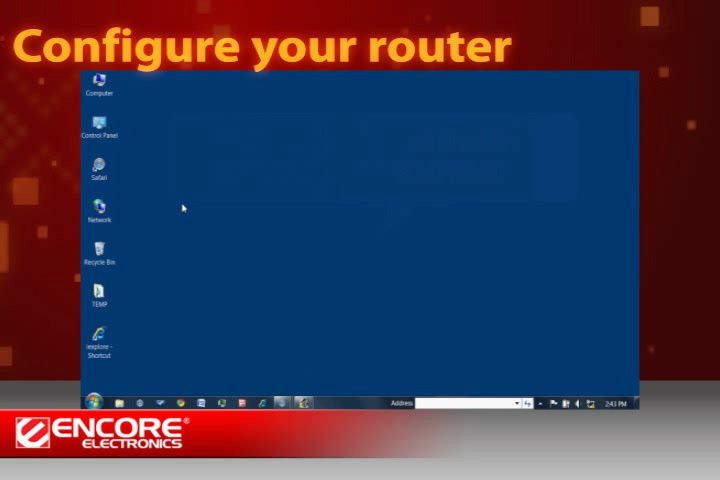 Configure your router
Computer
Control Panel
Safari
Network
Recycle Bin
TEMP
iexplore -
Shortcut
Address
2:43 PM
ENCORE®
ELECTRONICS